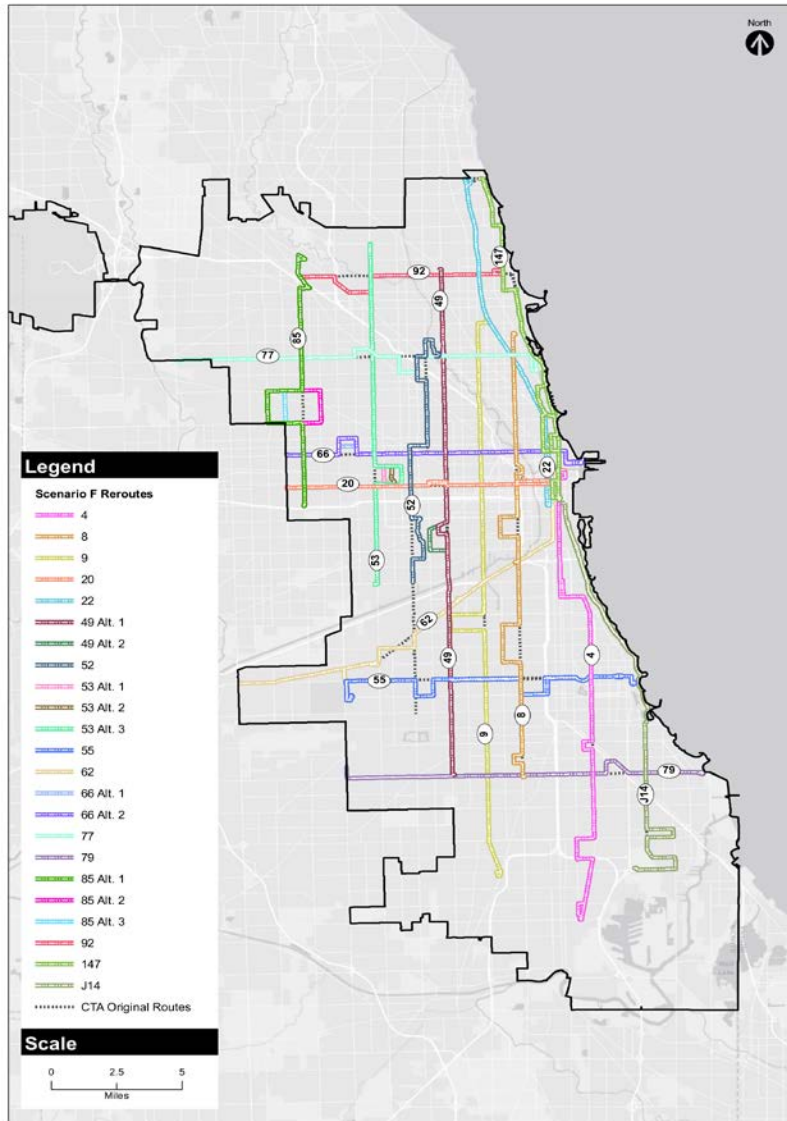 North
147
92
49
85
77
66
22
20
52
53
62
4
49
55
8
9
79
J14
Legend
Scenario F Reroutes
4
8
9
20
22
49 Alt. 1
49 Alt. 2
52
53 Alt. 1
53 Alt. 2
53 Alt. 3
55
62
66 Alt. 1
66 Alt. 2
77
79
85 Alt. 1
85 Alt. 2
85 Alt. 3
92
147
J14
CTA Original Routes
Scale
0 2.5 5
Miles